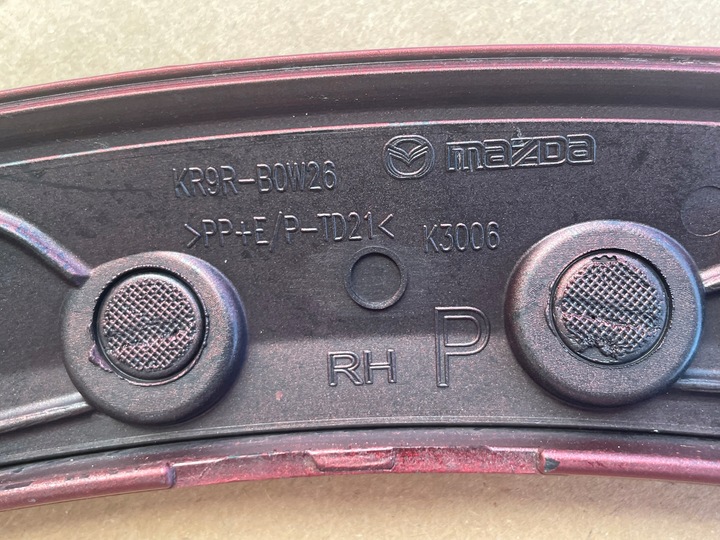 mazda
KR9R-B0W26
>PP+E/P-TD21< K3006
RH P